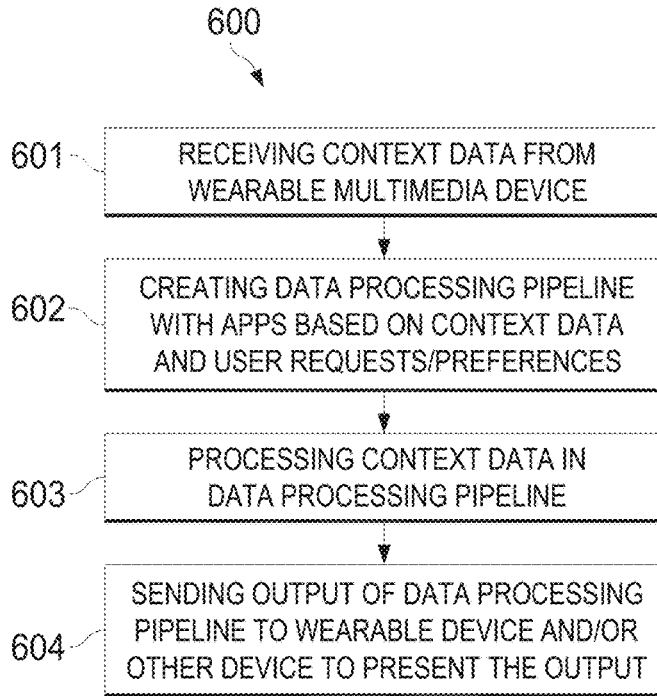 600
601
RECEIVING CONTEXT DATA FROM
WEARABLE MULTIMEDIA DEVICE
602
CREATING DATA PROCESSING PIPELINE
WITH APPS BASED ON CONTEXT DATA
AND USER REQUESTS/PREFERENCES
603
PROCESSING CONTEXT DATA IN
DATA PROCESSING PIPELINE
604
SENDING OUTPUT OF DATA PROCESSING
PIPELINE TO WEARABLE DEVICE AND/OR
OTHER DEVICE TO PRESENT THE OUTPUT